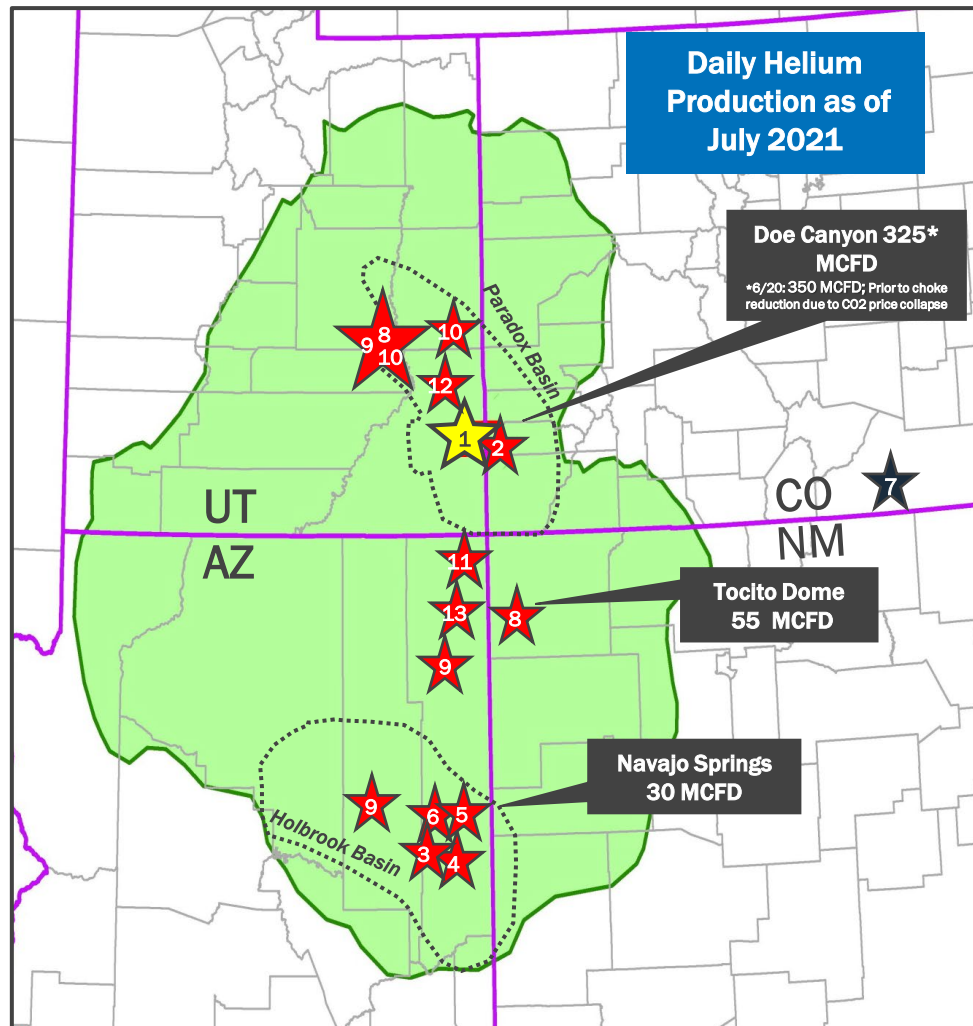 Daily Helium
Production as of
July 2021
Doe Canyon 325*
MCFD
*6/20: 350 MCFD; Prior to choke
reduction due to CO2 price collapse
Paradox Basin
8
9
10
10
12
1
2
7
UT
CO
AZ
NM
11
Tocito Dome
55 MCFD
13
8
9
Navajo Springs
30 MCFD
9
6
5
Holbrook Basin
3
4